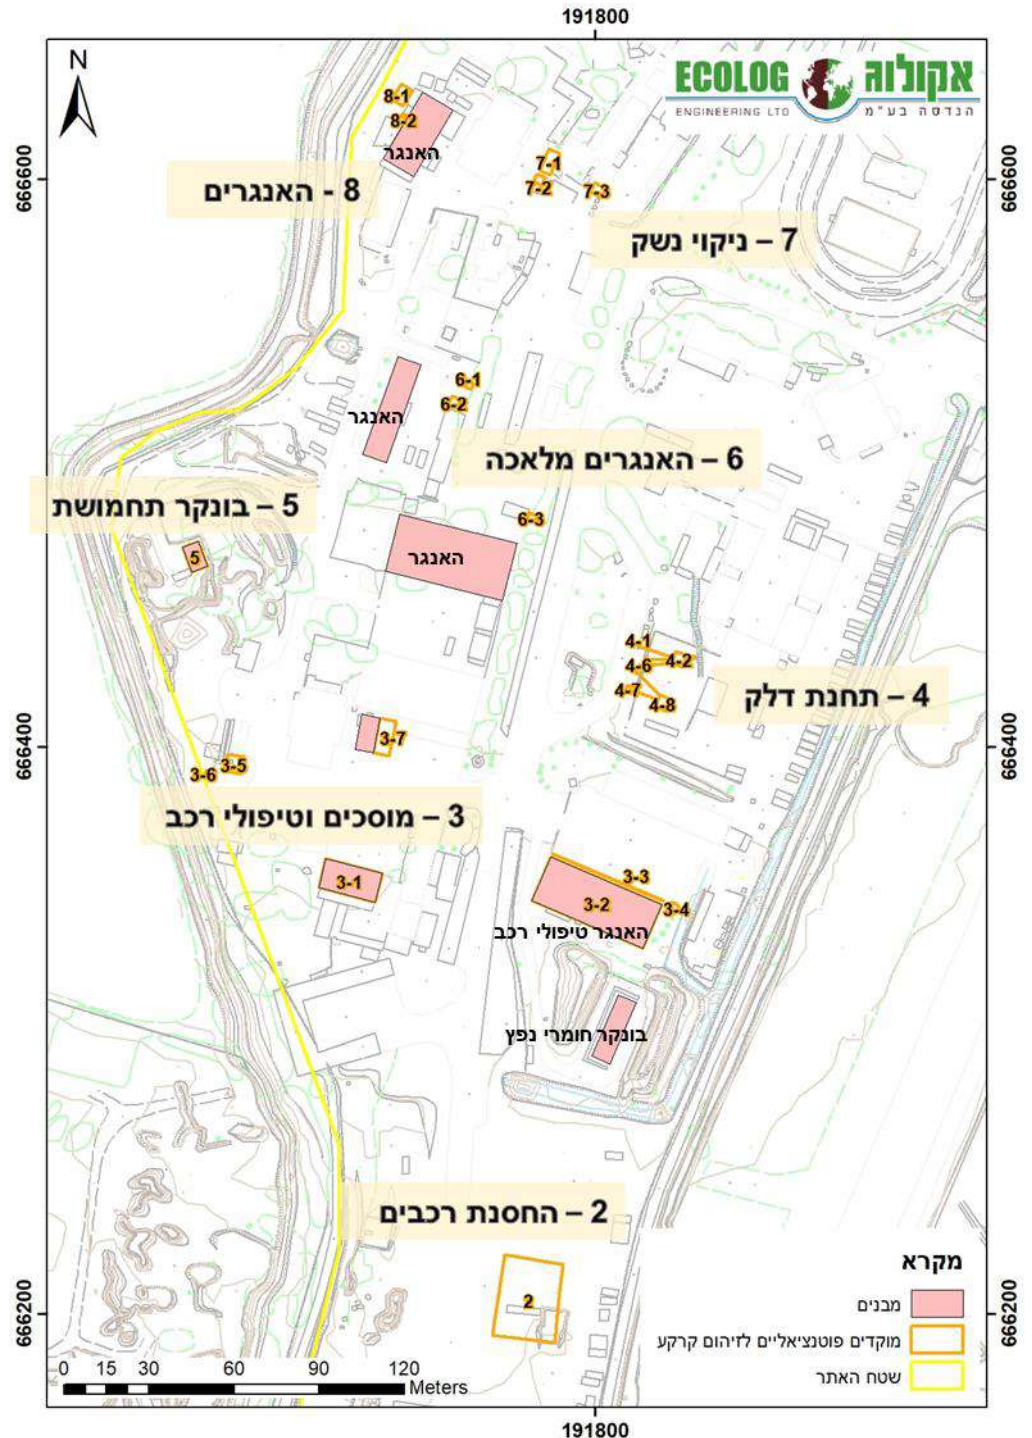 191800
N
ECOLOG
אקולוג
ENGINEERING LTD
הנדסה בע"מ
8-1
8-2
האנגר
7-1
7-2
7-3
666600
666600
8 - האנגרים
7 – ניקוי נשק
6-1
6-2
האנגר
6 – האנגרים מלאכה
5 – בונקר תחמושת
6-3
האנגר
5
4-1
4-2
4-6
4-7
4-8
4 – תחנת דלק
3-7
666400
666400
3-5
3-6
3 – מוסכים וטיפולי רכב
3-1
3-3
3-2
3-4
האנגר טיפולי רכב
בונקר חומרי נפץ
2 – החסנת רכבים
2
666200
666200
מקרא
מבנים
מוקדים פוטנציאליים לזיהום קרקע
שטח האתר
0 15 30 60 90 120
Meters
191800